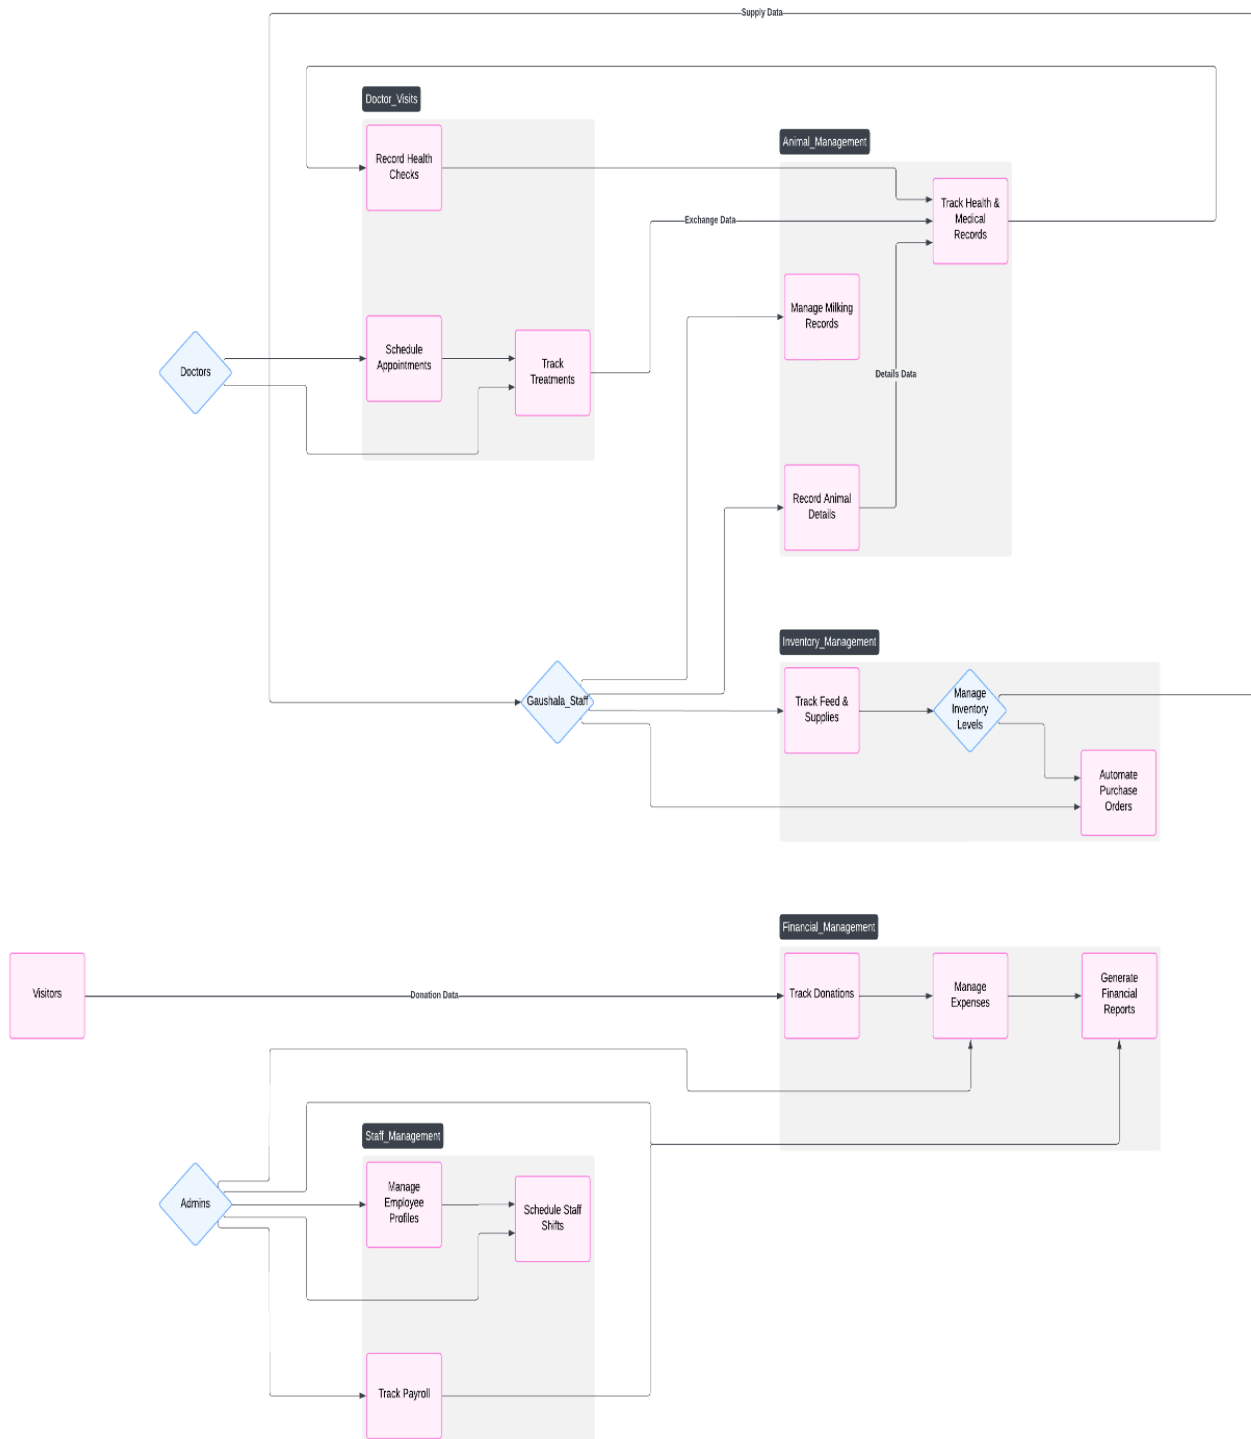 Supply Data
Doctor_Visits
Record Health
Checks
Animal_Management
Track Health &
Medical
Records
Exchange Data
Manage Milking
Records
Doctors
Schedule
Appointments
Track
Treatments
Details Data
Record Animal
Details
Inventory_Management
Gaushala_Staff
Track Feed &
Supplies
Manage
Inventory
Levels
Automate
Purchase
Orders
Financial_Management
Visitors
Donation Data
Track Donations
Manage
Expenses
Generate
Financial
Reports
Staff_Management
Admins
Manage
Employee
Profiles
Schedule Staff
Shifts
Track Payroll